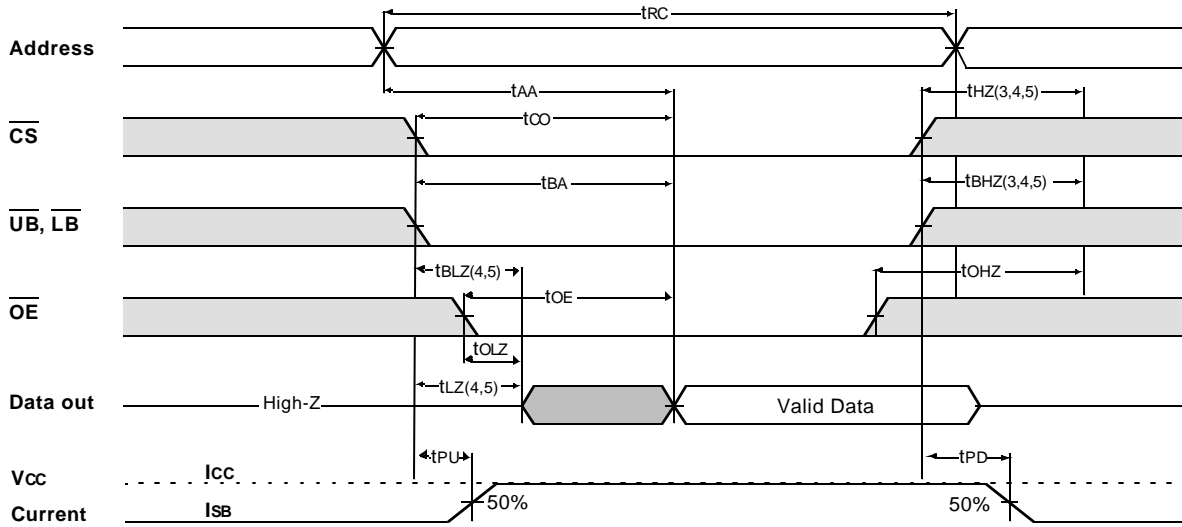 tRC
Address
tAA
tHZ(3,4,5)
CS
tCO
tBA
tBHZ(3,4,5)
UB, LB
tBLZ(4,5)
tOE
tOHZ
OE
tOLZ
tLZ(4,5)
Data out
High-Z
Valid Data
tPU
tPD
VCC
ICC
50%
50%
Current
ISB